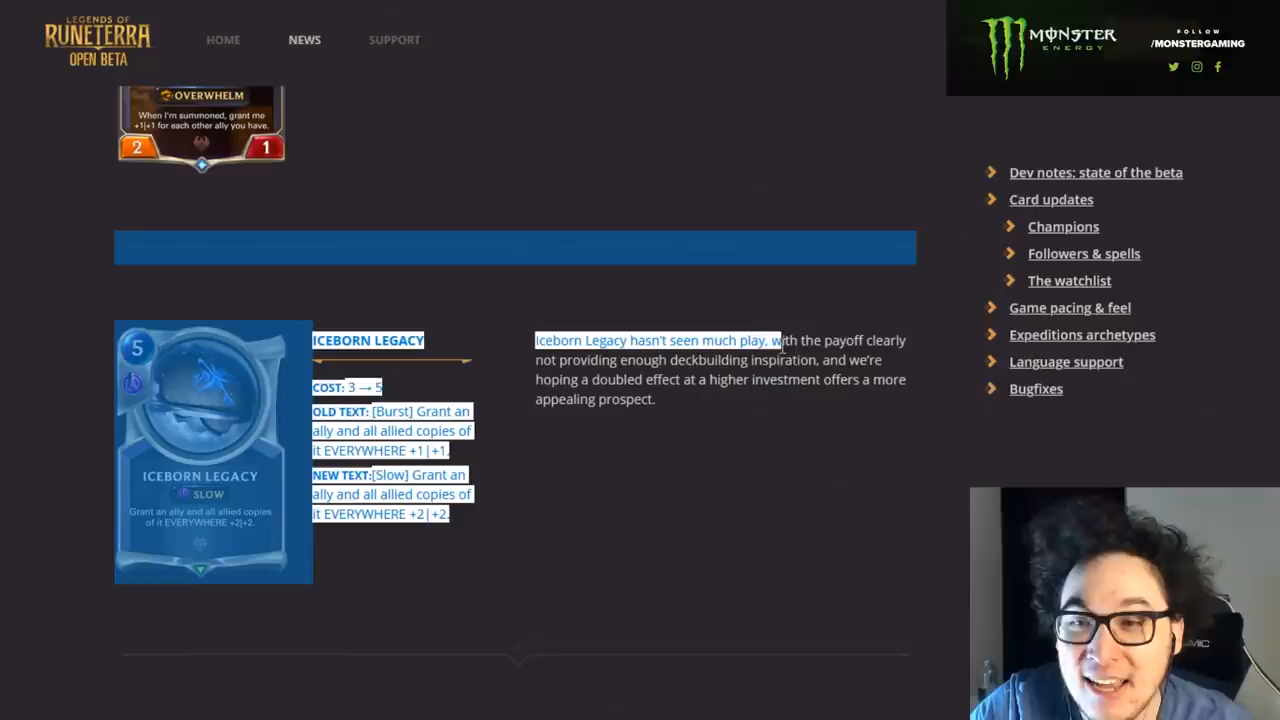 LEGENDS OF
RUNETERRA
OPEN BETA
HOME
NEWS
SUPPORT
MONSTER
ENERGY
FOLLOW
/MONSTERGAMING
OVERWHELM
When I'm summoned, grant me
+1|+1 for each other ally you have.
2
1
Dev notes: state of the beta
Card updates
Champions
Followers & spells
The watchlist
Game pacing & feel
Expeditions archetypes
Language support
Bugfixes
5
ICEBORN LEGACY
SLOW
Grant an ally and all allied copies
of it EVERYWHERE +2|+2.
ICEBORN LEGACY
COST: 3 → 5
OLD TEXT: [Burst] Grant an
ally and all allied copies of
it EVERYWHERE +1|+1.
NEW TEXT:[Slow] Grant an
ally and all allied copies of
it EVERYWHERE +2|+2.
Iceborn Legacy hasn't seen much play, with the payoff clearly
not providing enough deckbuilding inspiration, and we're
hoping a doubled effect at a higher investment offers a more
appealing prospect.